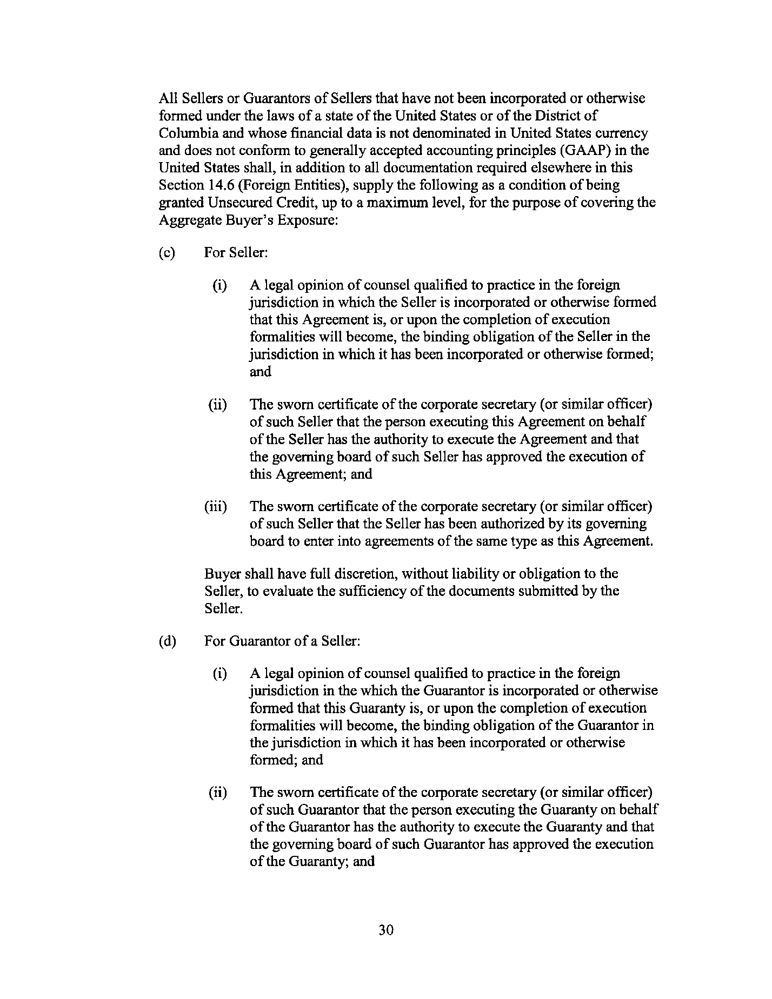 All Sellers or Guarantors of Sellers that have not been incorporated or otherwise
formed under the laws of a state of the United States or of the District of
Columbia and whose financial data is not denominated in United States currency
and does not conform to generally accepted accounting principles (GAAP) in the
United States shall, in addition to all documentation required elsewhere in this
Section 14.6 (Foreign Entities), supply the following as a condition of being
granted Unsecured Credit, up to a maximum level, for the purpose of covering the
Aggregate Buyer's Exposure:
(c) For Seller:
(i) A legal opinion of counsel qualified to practice in the foreign
jurisdiction in which the Seller is incorporated or otherwise formed
that this Agreement is, or upon the completion of execution
formalities will become, the binding obligation of the Seller in the
jurisdiction in which it has been incorporated or otherwise formed;
and
(ii) The sworn certificate of the corporate secretary (or similar officer)
of such Seller that the person executing this Agreement on behalf
of the Seller has the authority to execute the Agreement and that
the governing board of such Seller has approved the execution of
this Agreement; and
(iii) The sworn certificate of the corporate secretary (or similar officer)
of such Seller that the Seller has been authorized by its governing
board to enter into agreements of the same type as this Agreement.
Buyer shall have full discretion, without liability or obligation to the
Seller, to evaluate the sufficiency of the documents submitted by the
Seller.
(d) For Guarantor of a Seller:
(i) A legal opinion of counsel qualified to practice in the foreign
jurisdiction in the which the Guarantor is incorporated or otherwise
formed that this Guaranty is, or upon the completion of execution
formalities will become, the binding obligation of the Guarantor in
the jurisdiction in which it has been incorporated or otherwise
formed; and
(ii) The sworn certificate of the corporate secretary (or similar officer)
of such Guarantor that the person executing the Guaranty on behalf
of the Guarantor has the authority to execute the Guaranty and that
the governing board of such Guarantor has approved the execution
of the Guaranty; and
30